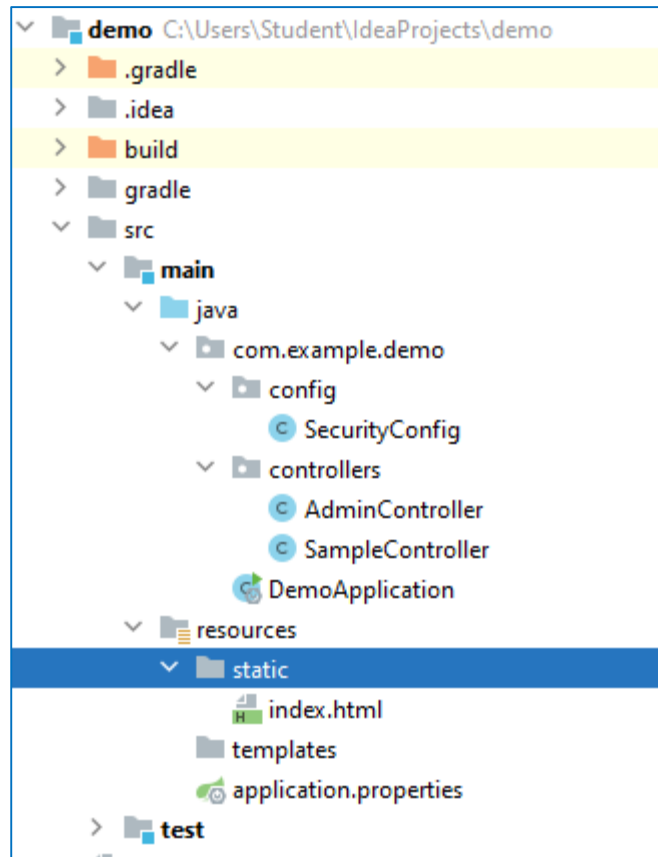 demo C:\Users\Student\IdeaProjects\demo
.gradle
.idea
build
gradle
src
main
java
com.example.demo
config
C SecurityConfig
controllers
C AdminController
C SampleController
DemoApplication
resources
static
H index.html
templates
application.properties
test